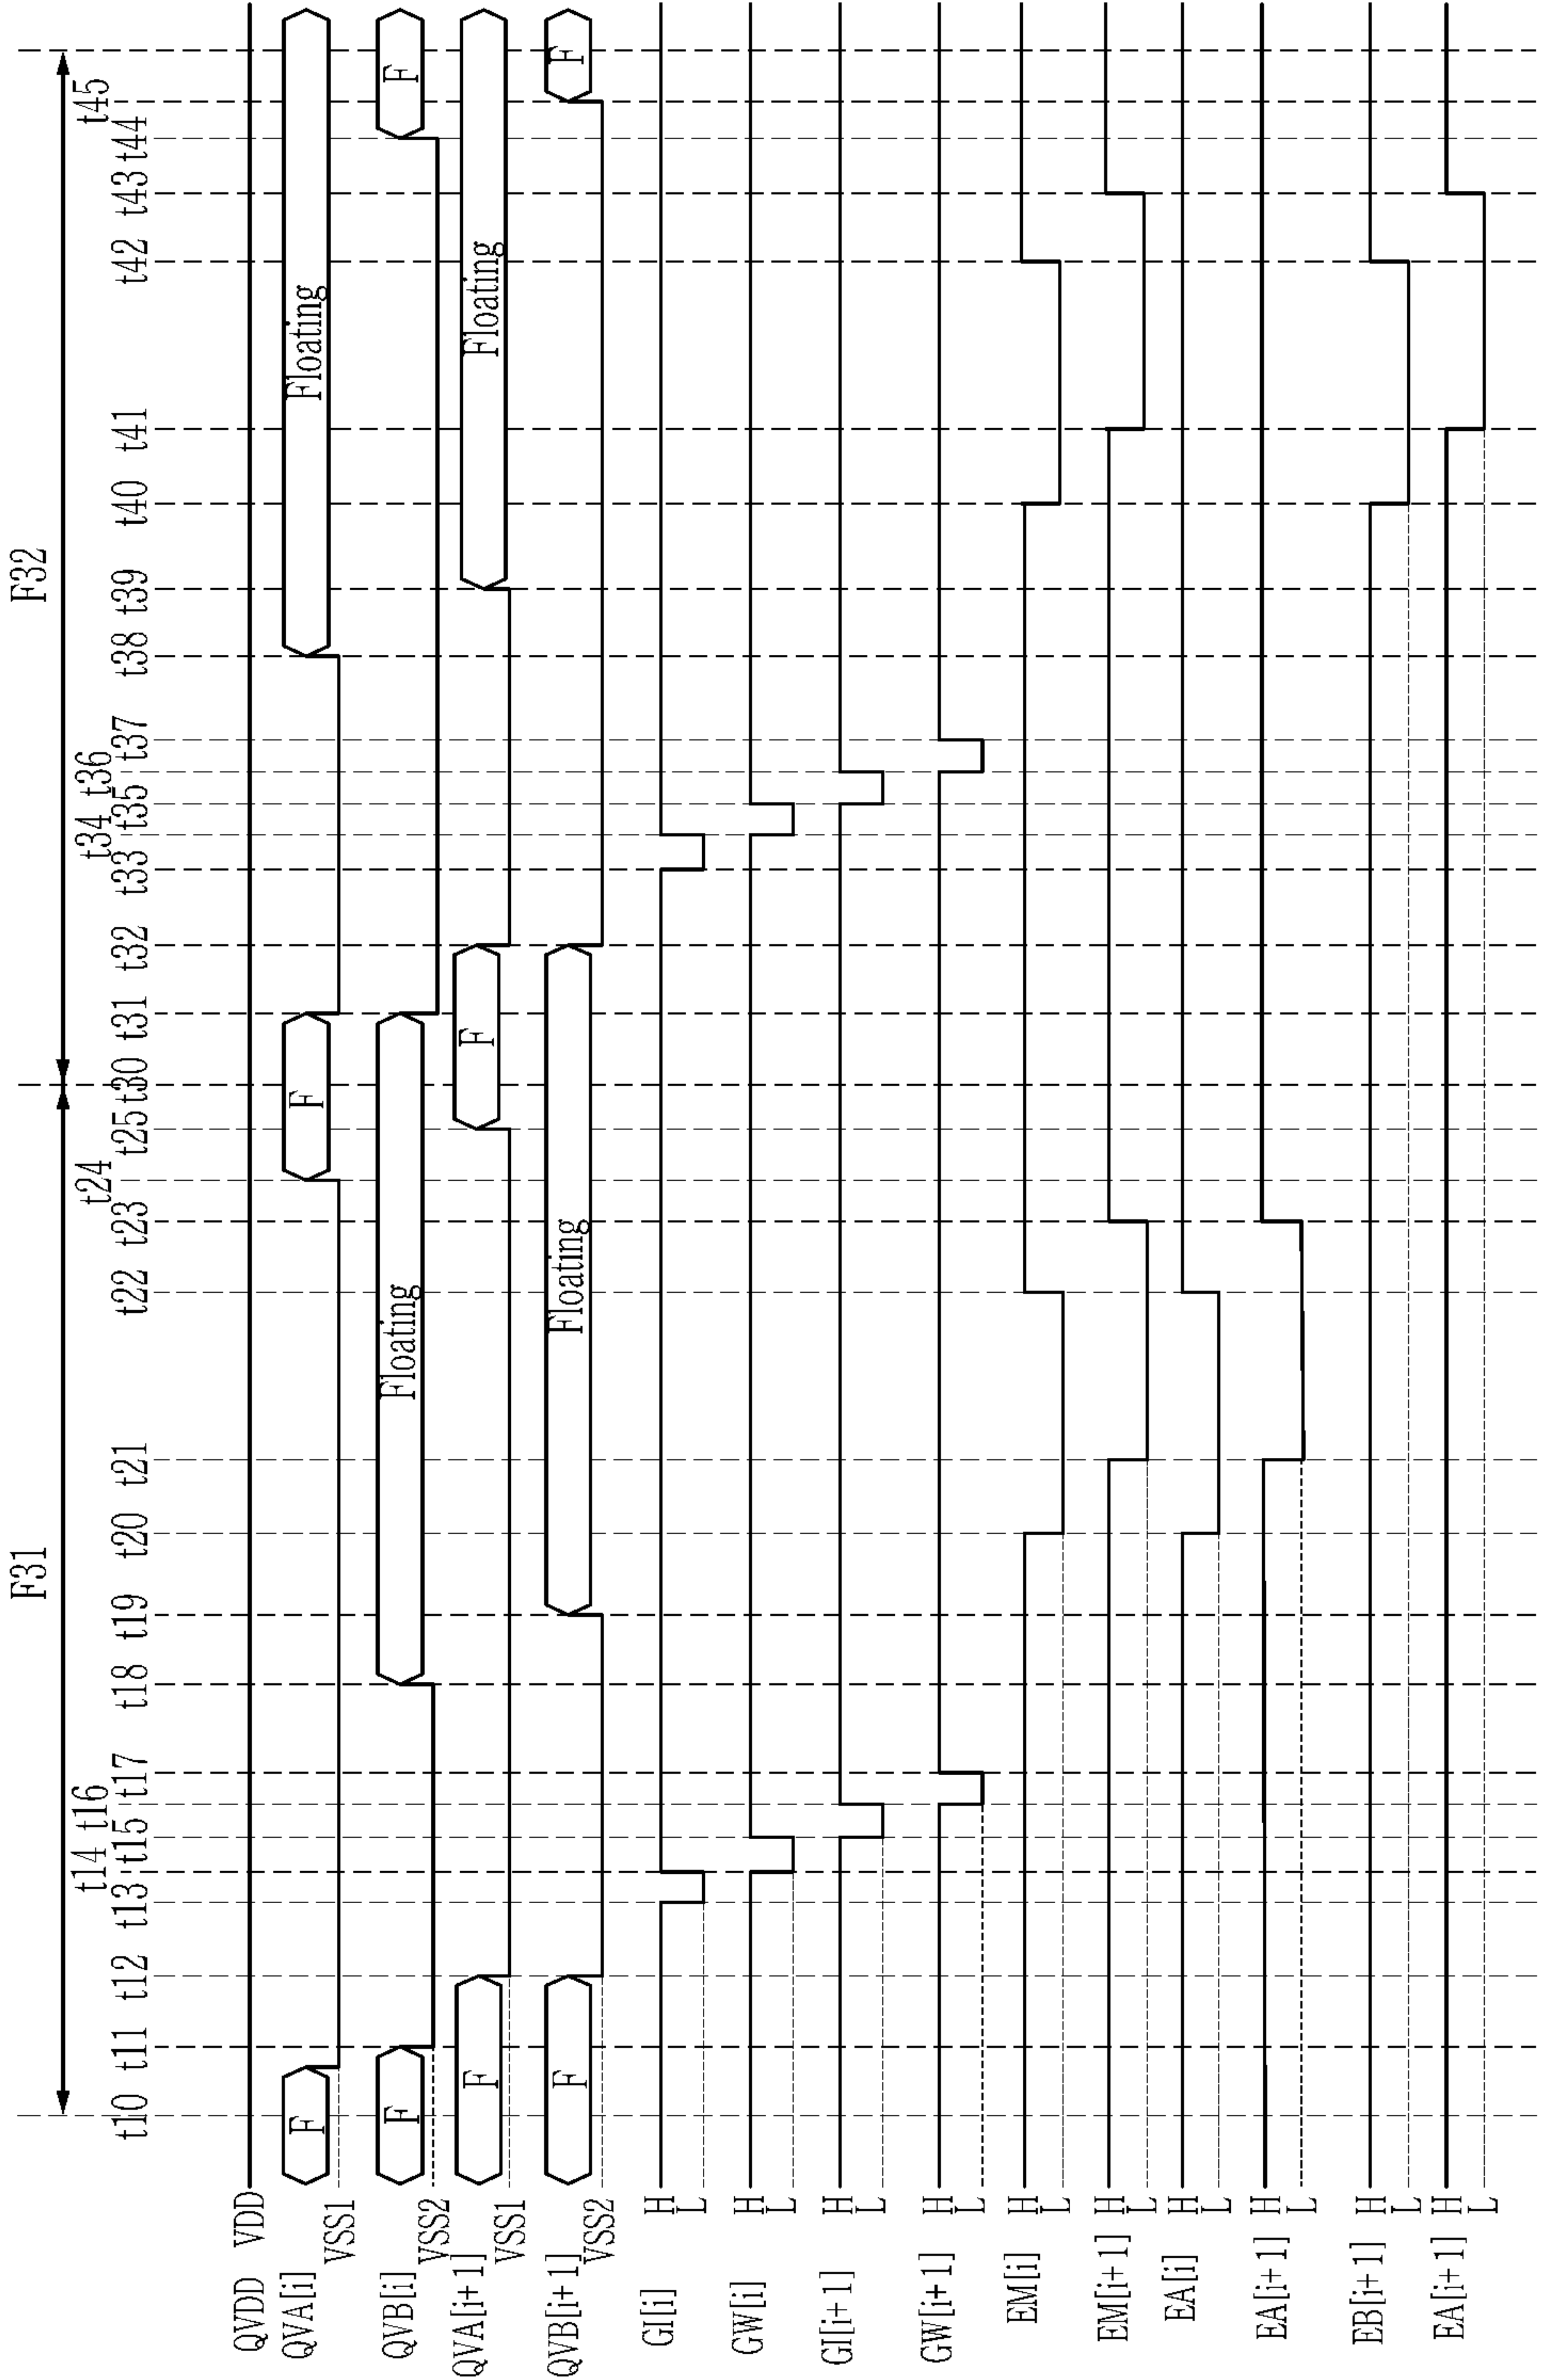 F31
F32
t10
t11
t12
t13
t14
t15
t16
t17
t18
t19
t20
t21
t22
t23
t24
t25
t30
t31
t32
t33
t34
t35
t36
t37
t38
t39
t40
t41
t42
t43
t44
t45
QVDD VDD
QVA[i] F F Floating
VSS1
QVB[i] F Floating F
VSS2
QVA[i+1] F F Floating
VSS1
QVB[i+1] F Floating F
VSS2
GI[i] H
L
GW[i] H
L
GI[i+1] H
L
GW[i+1] H
L
EM[i] H
L
EM[i+1] H
L
EA[i] H
L
EA[i+1] H
L
EB[i+1] H
L
EA[i+1] H
L